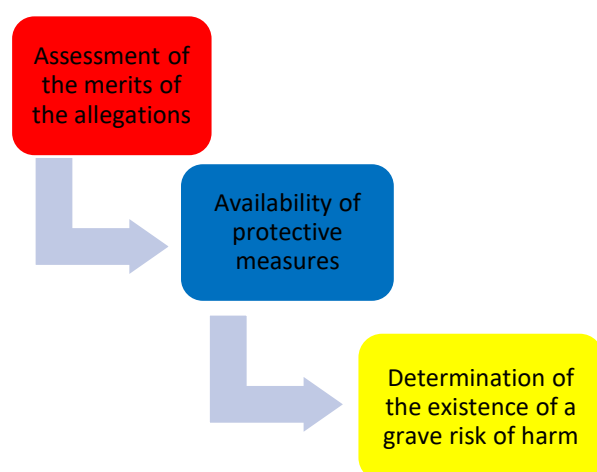 Assessment of
the merits of
the allegations
Availability of
protective
measures
Determination of
the existence of a
grave risk of harm